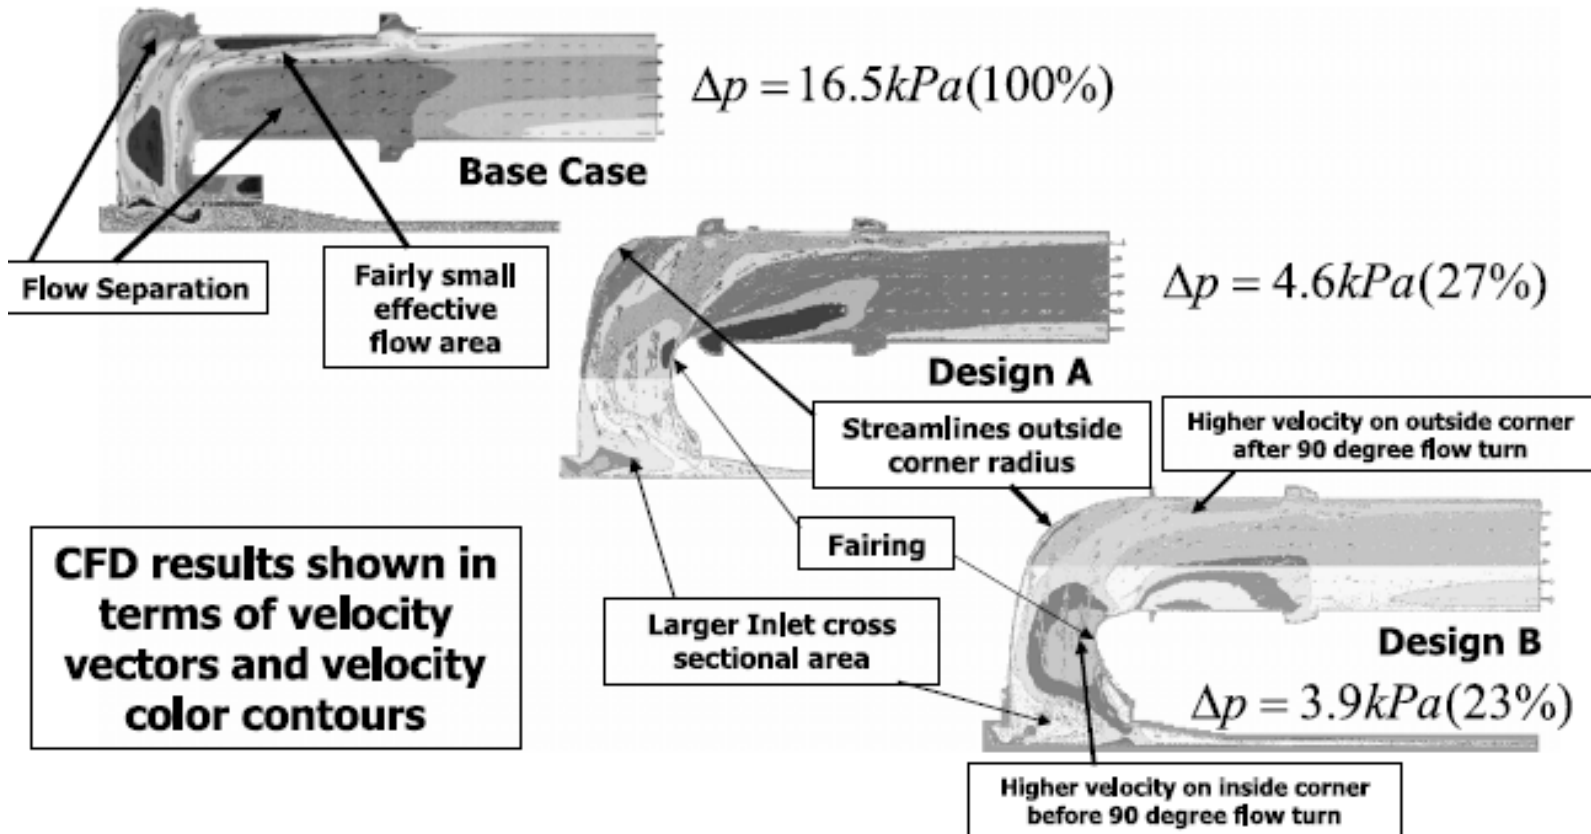 Δp = 16.5kPa(100%)
Base Case
Flow Separation
Fairly small
effective
flow area
Δp = 4.6kPa(27%)
Design A
Streamlines outside
corner radius
Higher velocity on outside corner
after 90 degree flow turn
Fairing
CFD results shown in
terms of velocity
vectors and velocity
color contours
Larger Inlet cross
sectional area
Design B
Δp = 3.9kPa(23%)
Higher velocity on inside corner
before 90 degree flow turn